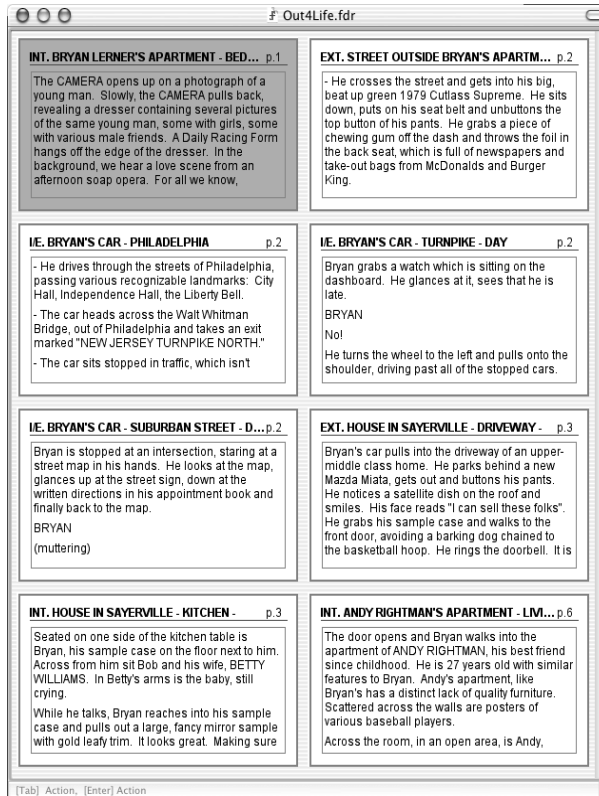 Out4Life.fdr
INT. BRYAN LERNER'S APARTMENT - BED... p.1
The CAMERA opens up on a photograph of a
young man.  Slowly, the CAMERA pulls back,
revealing a dresser containing several pictures
of the same young man, some with girls, some
with various male friends.  A Daily Racing Form
hangs off the edge of the dresser.  In the
background, we hear a love scene from an
afternoon soap opera.  For all we know,
EXT. STREET OUTSIDE BRYAN'S APARTM... p.2
- He crosses the street and gets into his big,
beat up green 1979 Cutlass Supreme.  He sits
down, puts on his seat belt and unbuttons the
top button of his pants.  He grabs a piece of
chewing gum off the dash and throws the foil in
the back seat, which is full of newspapers and
take-out bags from McDonalds and Burger
King.
I/E. BRYAN'S CAR - PHILADELPHIA p.2
- He drives through the streets of Philadelphia,
passing various recognizable landmarks:  City
Hall, Independence Hall, the Liberty Bell.
- The car heads across the Walt Whitman
Bridge, out of Philadelphia and takes an exit
marked "NEW JERSEY TURNPIKE NORTH."
- The car sits stopped in traffic, which isn't
I/E. BRYAN'S CAR - TURNPIKE - DAY p.2
Bryan grabs a watch which is sitting on the
dashboard.  He glances at it, sees that he is
late.
BRYAN
No!
He turns the wheel to the left and pulls onto the
shoulder, driving past all of the stopped cars.
I/E. BRYAN'S CAR - SUBURBAN STREET - D... p.2
Bryan is stopped at an intersection, staring at a
street map in his hands.  He looks at the map,
glances up at the street sign, down at the
written directions in his appointment book and
finally back to the map.
BRYAN
(muttering)
EXT. HOUSE IN SAYERVILLE - DRIVEWAY - p.3
Bryan's car pulls into the driveway of an upper-
middle class home.  He parks behind a new
Mazda Miata, gets out and buttons his pants.
He notices a satellite dish on the roof and
smiles.  His face reads "I can sell these folks".
He grabs his sample case and walks to the
front door, avoiding a barking dog chained to
the basketball hoop.  He rings the doorbell.  It is
INT. HOUSE IN SAYERVILLE - KITCHEN - p.3
Seated on one side of the kitchen table is
Bryan, his sample case on the floor next to him.
Across from him sit Bob and his wife, BETTY
WILLIAMS.  In Betty's arms is the baby, still
crying.
While he talks, Bryan reaches into his sample
case and pulls out a large, fancy mirror sample
with gold leafy trim.  It looks great.  Making sure
INT. ANDY RIGHTMAN'S APARTMENT - LIVI... p.6
The door opens and Bryan walks into the
apartment of ANDY RIGHTMAN, his best friend
since childhood.  He is 27 years old with similar
features to Bryan.  Andy's apartment, like
Bryan's has a distinct lack of quality furniture.
Scattered across the walls are posters of
various baseball players.
Across the room, in an open area, is Andy,
[Tab]  Action,  [Enter] Action